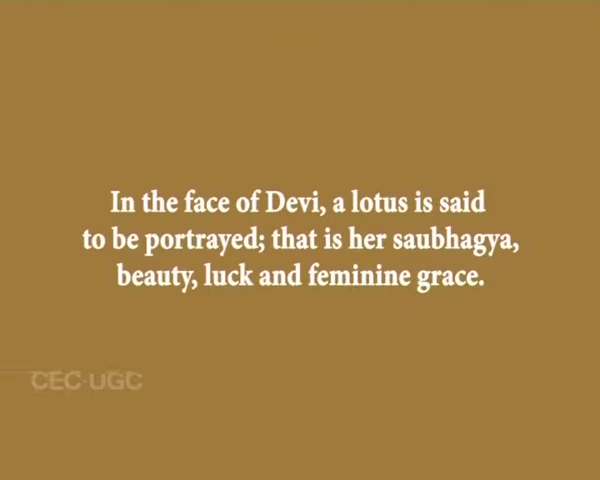 In the face of Devi, a lotus is said
to be portrayed; that is her saubhagya,
beauty, luck and feminine grace.
CEC-UGC